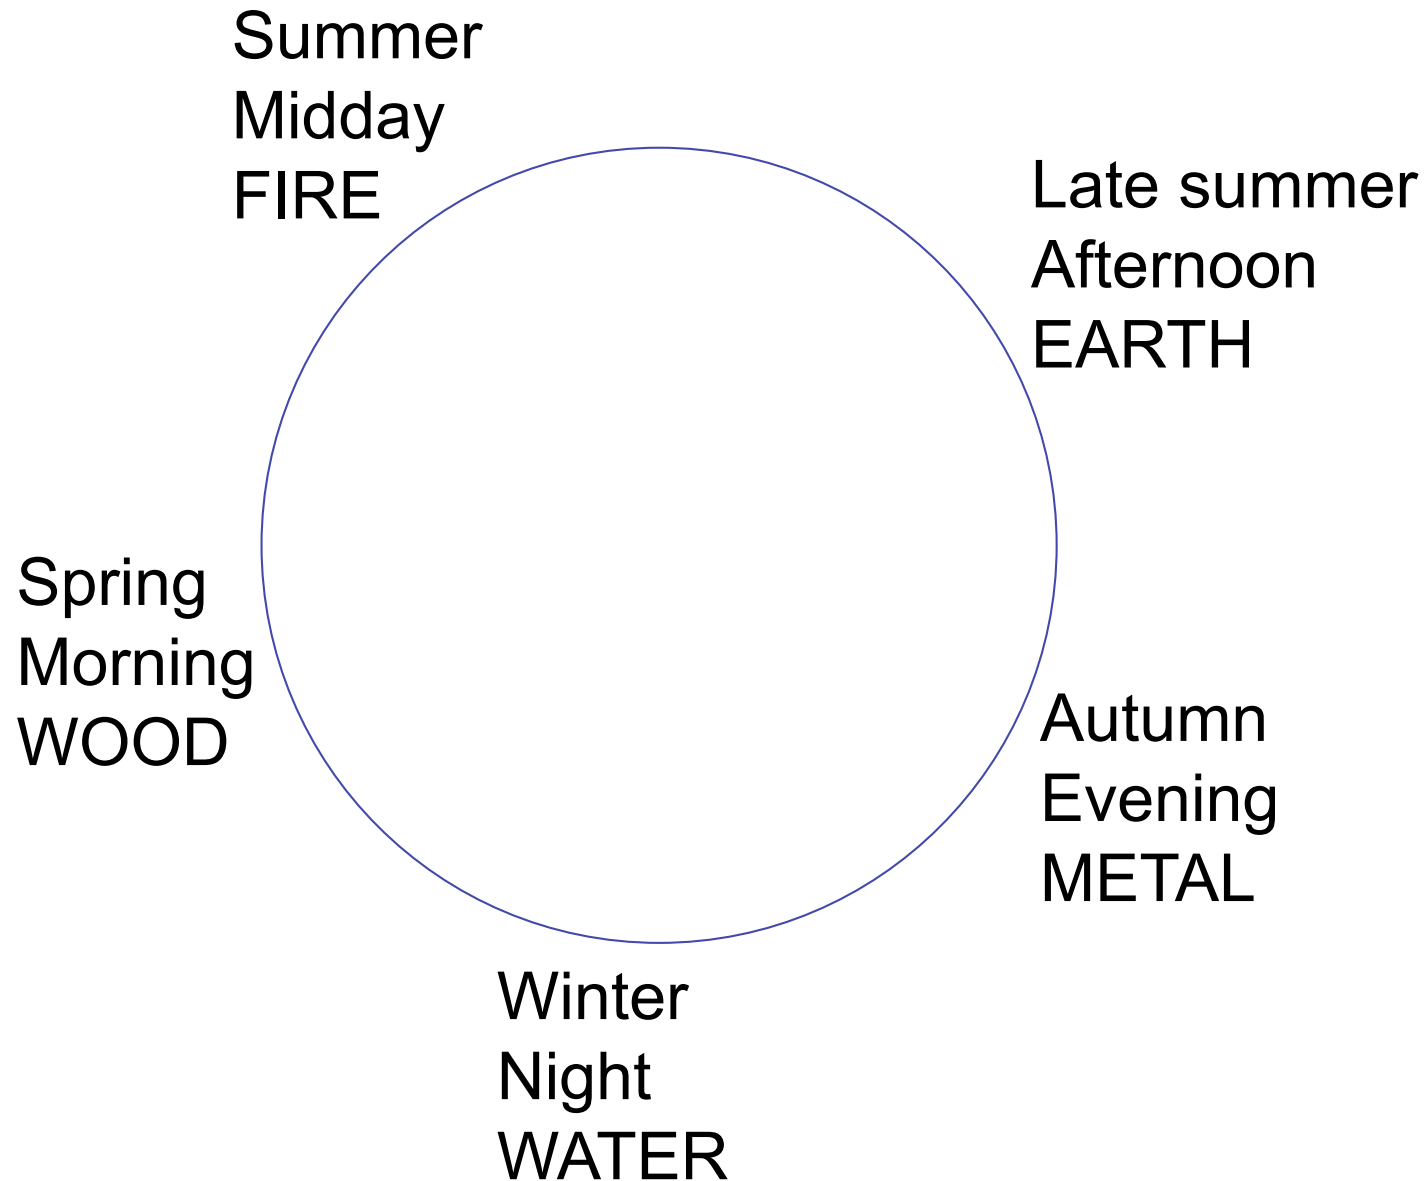 Summer
Midday
FIRE
Late summer
Afternoon
EARTH
Spring
Morning
WOOD
Autumn
Evening
METAL
Winter
Night
WATER